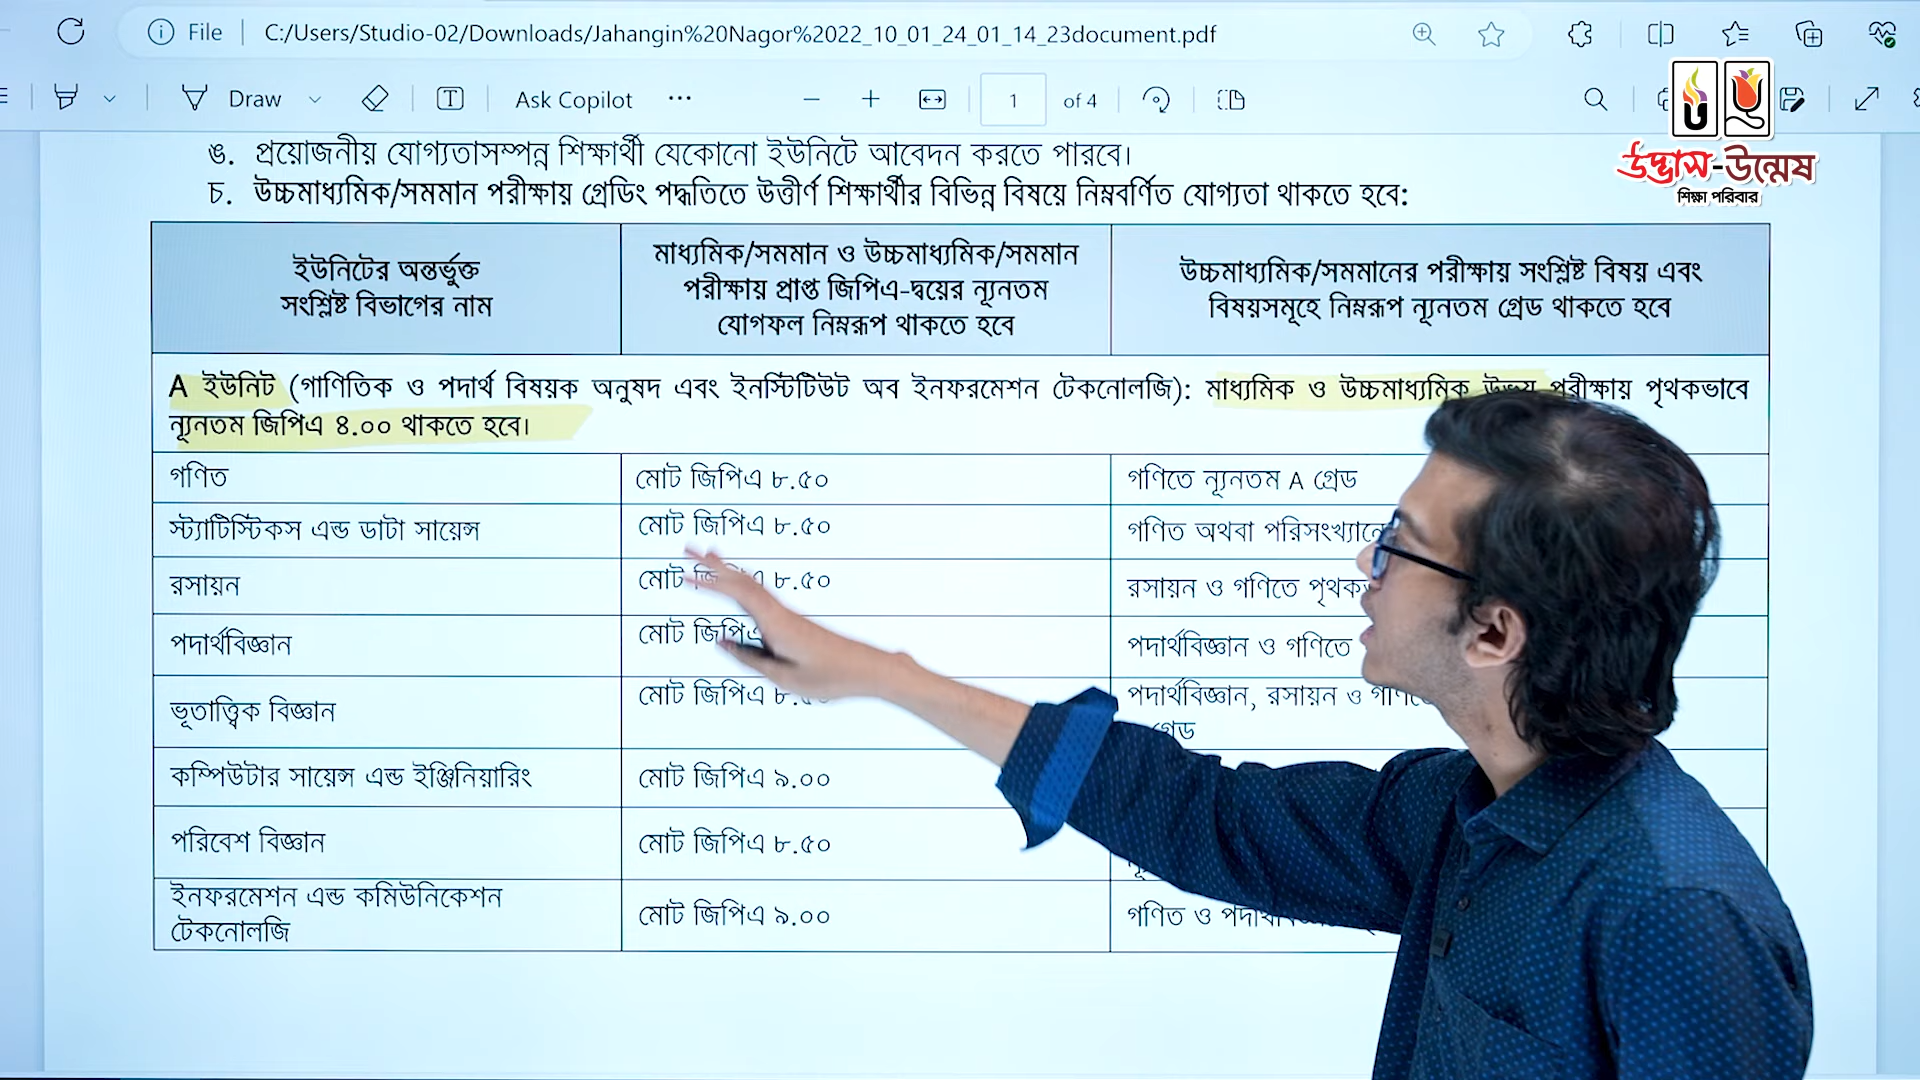 File
C:/Users/Studio-02/Downloads/Jahangin%20Nagor%2022_10_01_24_01_14_23document.pdf
Draw
T
Ask Copilot
1
of 4
উদ্ভাস-উন্মেষ
শিক্ষা পরিবার
ঙ. প্রয়োজনীয় যোগ্যতাসম্পন্ন শিক্ষার্থী যেকোনো ইউনিটে আবেদন করতে পারবে।
চ. উচ্চমাধ্যমিক/সমমান পরীক্ষায় গ্রেডিং পদ্ধতিতে উত্তীর্ণ শিক্ষার্থীর বিভিন্ন বিষয়ে নিম্নবর্ণিত যোগ্যতা থাকতে হবে:
ইউনিটের অন্তর্ভুক্ত
সংশ্লিষ্ট বিভাগের নাম
মাধ্যমিক/সমমান ও উচ্চমাধ্যমিক/সমমান
পরীক্ষায় প্রাপ্ত জিপিএ-দ্বয়ের ন্যূনতম
যোগফল নিম্নরূপ থাকতে হবে
উচ্চমাধ্যমিক/সমমানের পরীক্ষায় সংশ্লিষ্ট বিষয় এবং
বিষয়সমূহে নিম্নরূপ ন্যূনতম গ্রেড থাকতে হবে
A ইউনিট (গাণিতিক ও পদার্থ বিষয়ক অনুষদ এবং ইনস্টিটিউট অব ইনফরমেশন টেকনোলজি): মাধ্যমিক ও উচ্চমাধ্যমিক উভয় পরীক্ষায় পৃথকভাবে
ন্যূনতম জিপিএ ৪.০০ থাকতে হবে।
গণিত
মোট জিপিএ ৮.৫০
গণিতে ন্যূনতম A গ্রেড
স্ট্যাটিস্টিকস এন্ড ডাটা সায়েন্স
মোট জিপিএ ৮.৫০
গণিত অথবা পরিসংখ্যানে
রসায়ন
মোট জিপিএ ৮.৫০
রসায়ন ও গণিতে
পদার্থবিজ্ঞান
মোট জিপিএ
পদার্থবিজ্ঞান ও গণিতে
ভূতাত্ত্বিক বিজ্ঞান
মোট জিপিএ ৮.৫০
পদার্থবিজ্ঞান, রসায়ন ও
গ্রেড
কম্পিউটার সায়েন্স এন্ড ইঞ্জিনিয়ারিং
মোট জিপিএ ৯.০০
পরিবেশ বিজ্ঞান
মোট জিপিএ ৮.৫০
ইনফরমেশন এন্ড কমিউনিকেশন
টেকনোলজি
মোট জিপিএ ৯.০০
গণিত ও